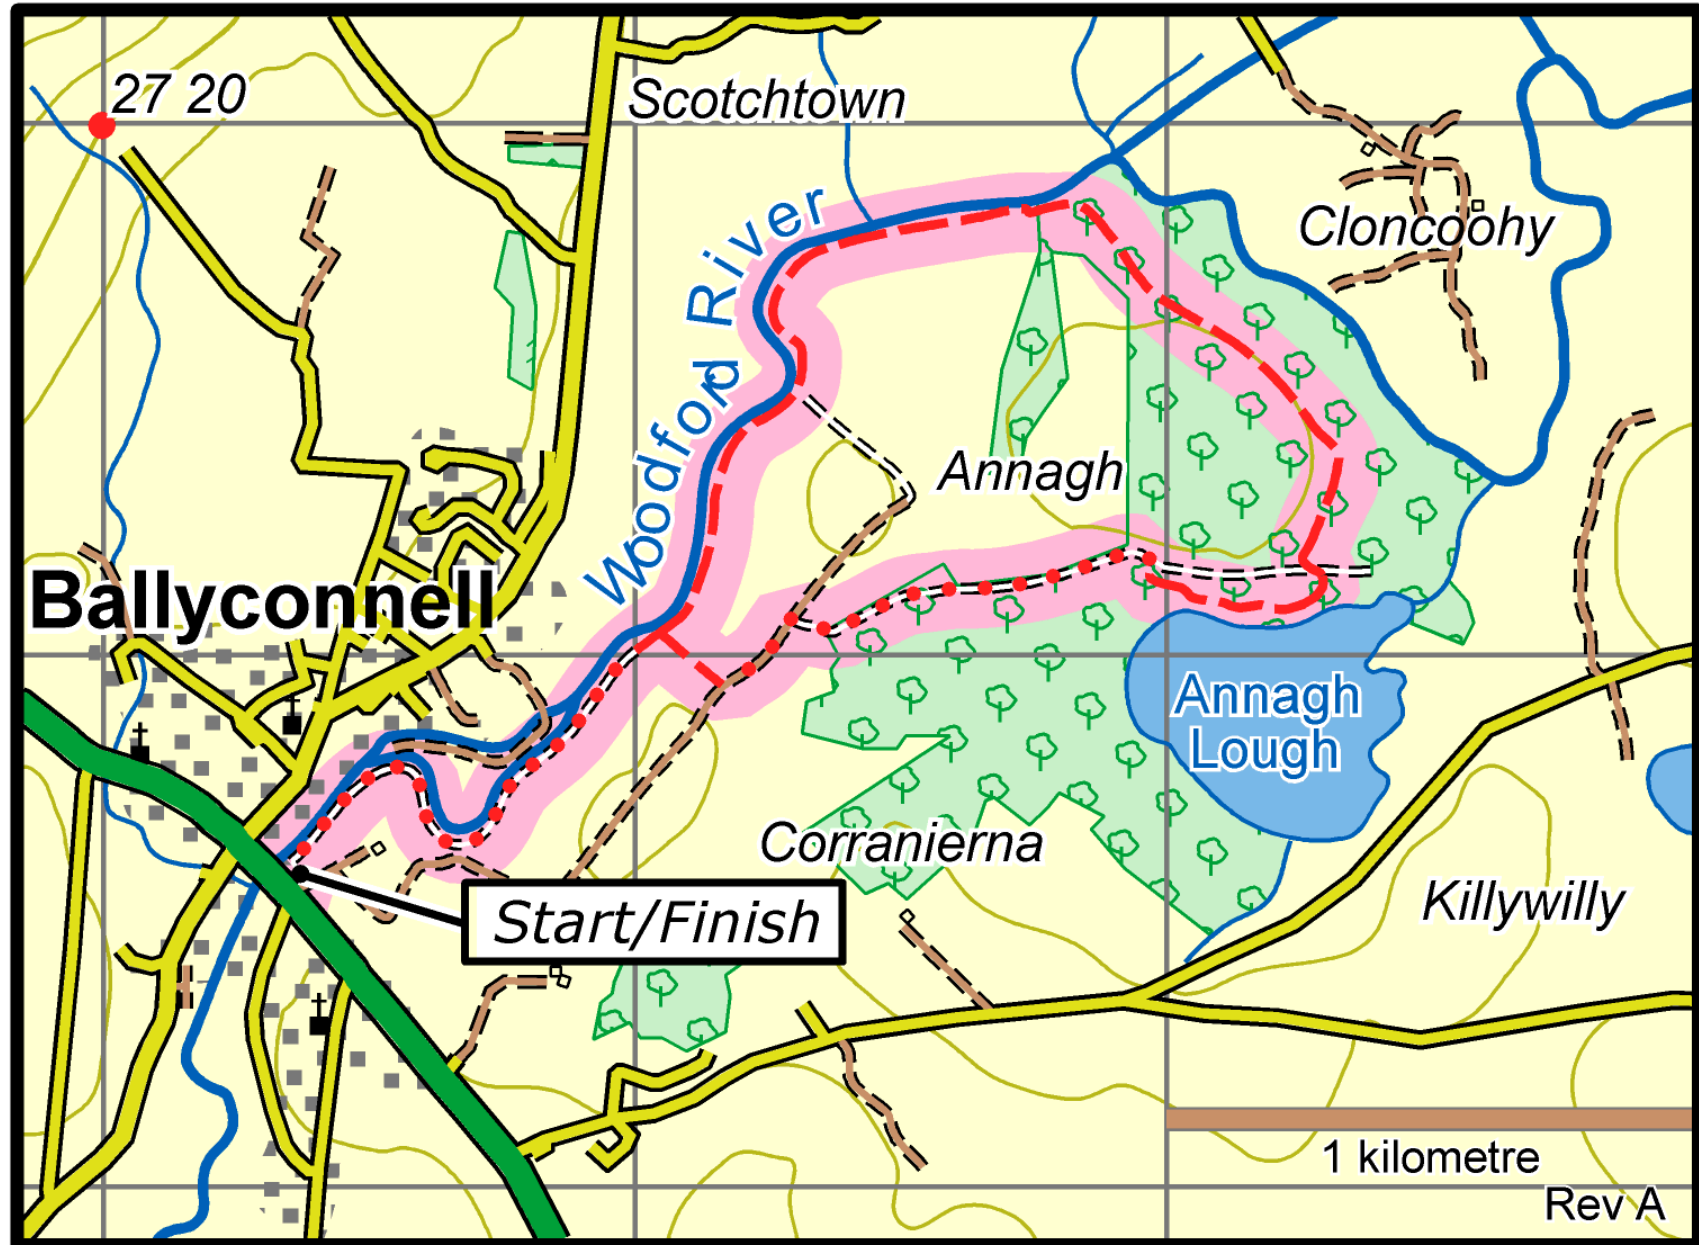 27 20
Scotchtown
Woodford River
Cloncoohy
Annagh
Ballyconnell
Annagh
Lough
Corranierna
Killywilly
Start/Finish
1 kilometre
Rev A